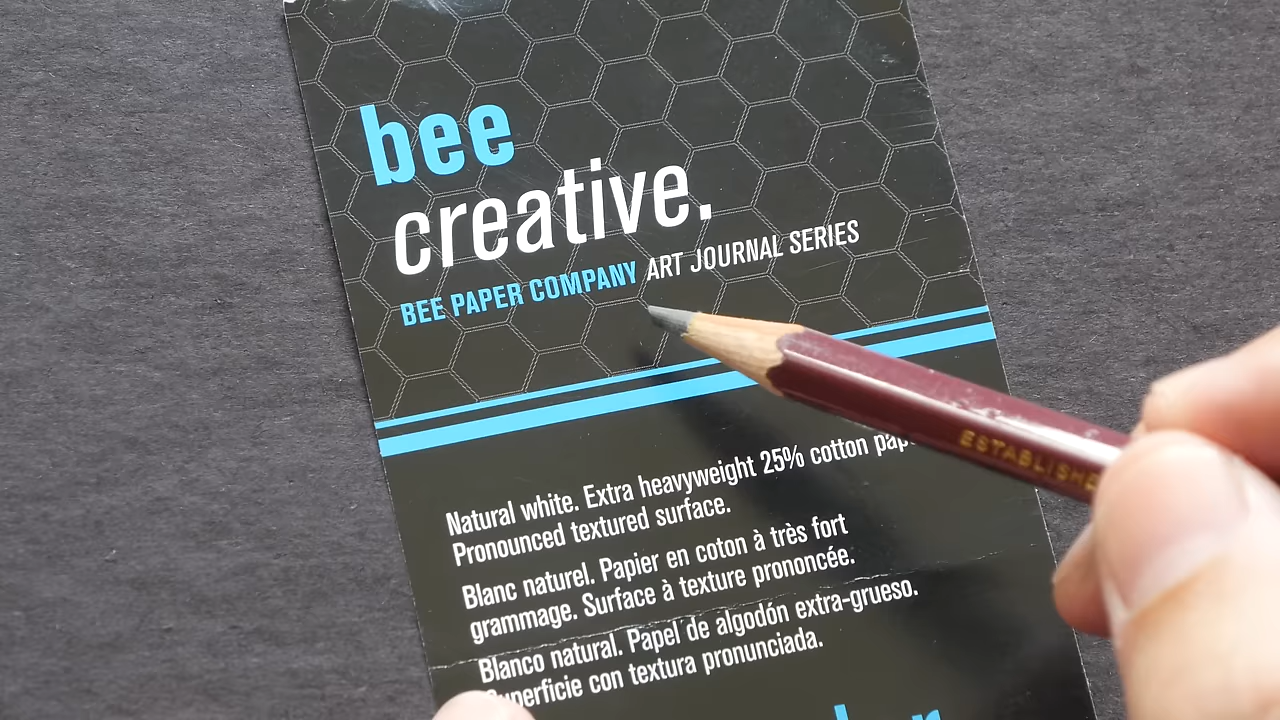 bee
creative.
BEE PAPER COMPANY ART JOURNAL SERIES
Natural white. Extra heavyweight 25% cotton
Pronounced textured surface.
Blanc naturel. Papier en coton à très fort
grammage. Surface à texture prononcée.
Blanco natural. Papel de algodón extra-grueso.
Superficie con textura pronunciada.